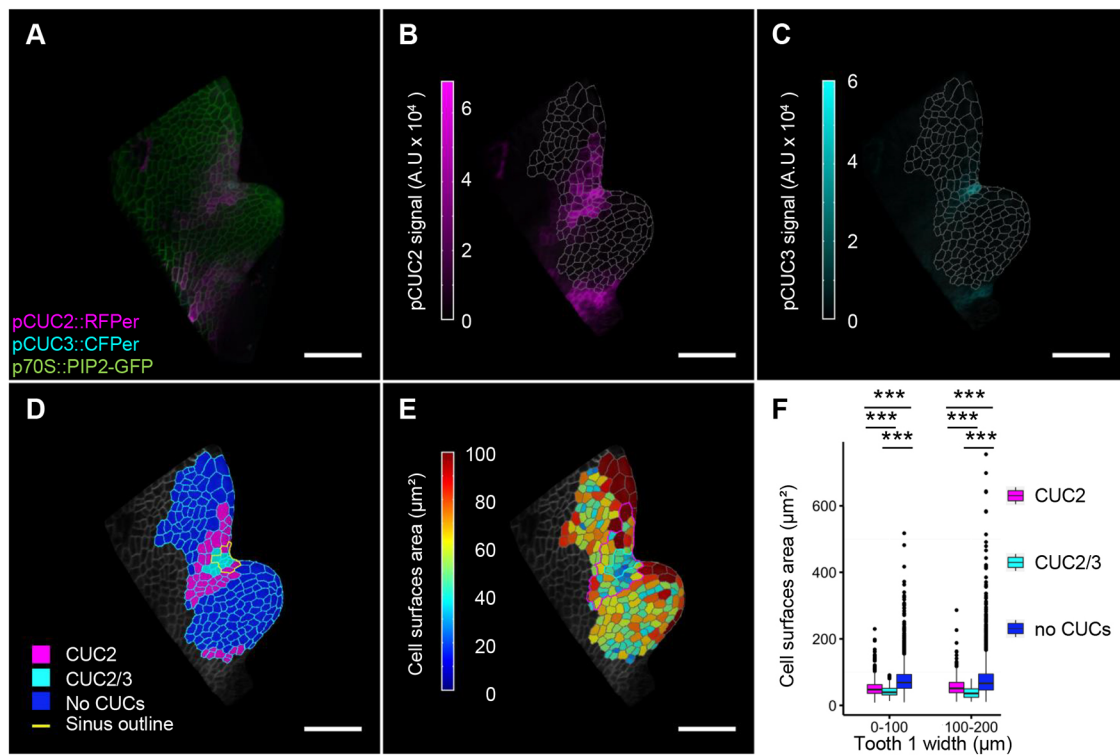 A
pCUC2::RFPer
pCUC3::CFPer
p70S::PIP2-GFP
B
pCUC2 signal (A.U x 10⁴)
6
4
2
0
C
pCUC3 signal (A.U x 10⁴)
6
4
2
0
D
CUC2
CUC2/3
No CUCs
Sinus outline
E
Cell surfaces area (µm²)
100
80
60
40
20
0
F
*** ***
*** ***
*** ***
Cell surfaces area (µm²)
600
400
200
0
0-100 100-200
Tooth 1 width (µm)
CUC2
CUC2/3
no CUCs